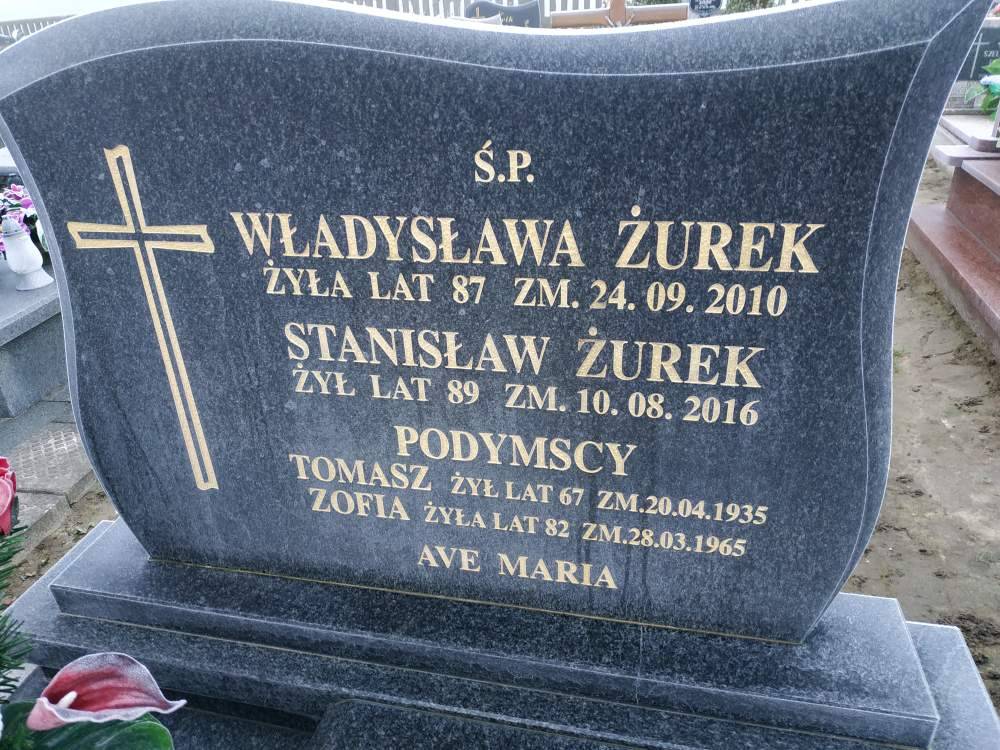 Ś.P.
WŁADYSŁAWA ŻUREK
ŻYŁA LAT 87 ZM. 24. 09. 2010
STANISŁAW ŻUREK
ŻYŁ LAT 89 ZM. 10. 08. 2016
PODYMSCY
TOMASZ ŻYŁ LAT 67 ZM.20.04.1935
ZOFIA ŻYŁA LAT 82 ZM.28.03.1965
AVE MARIA